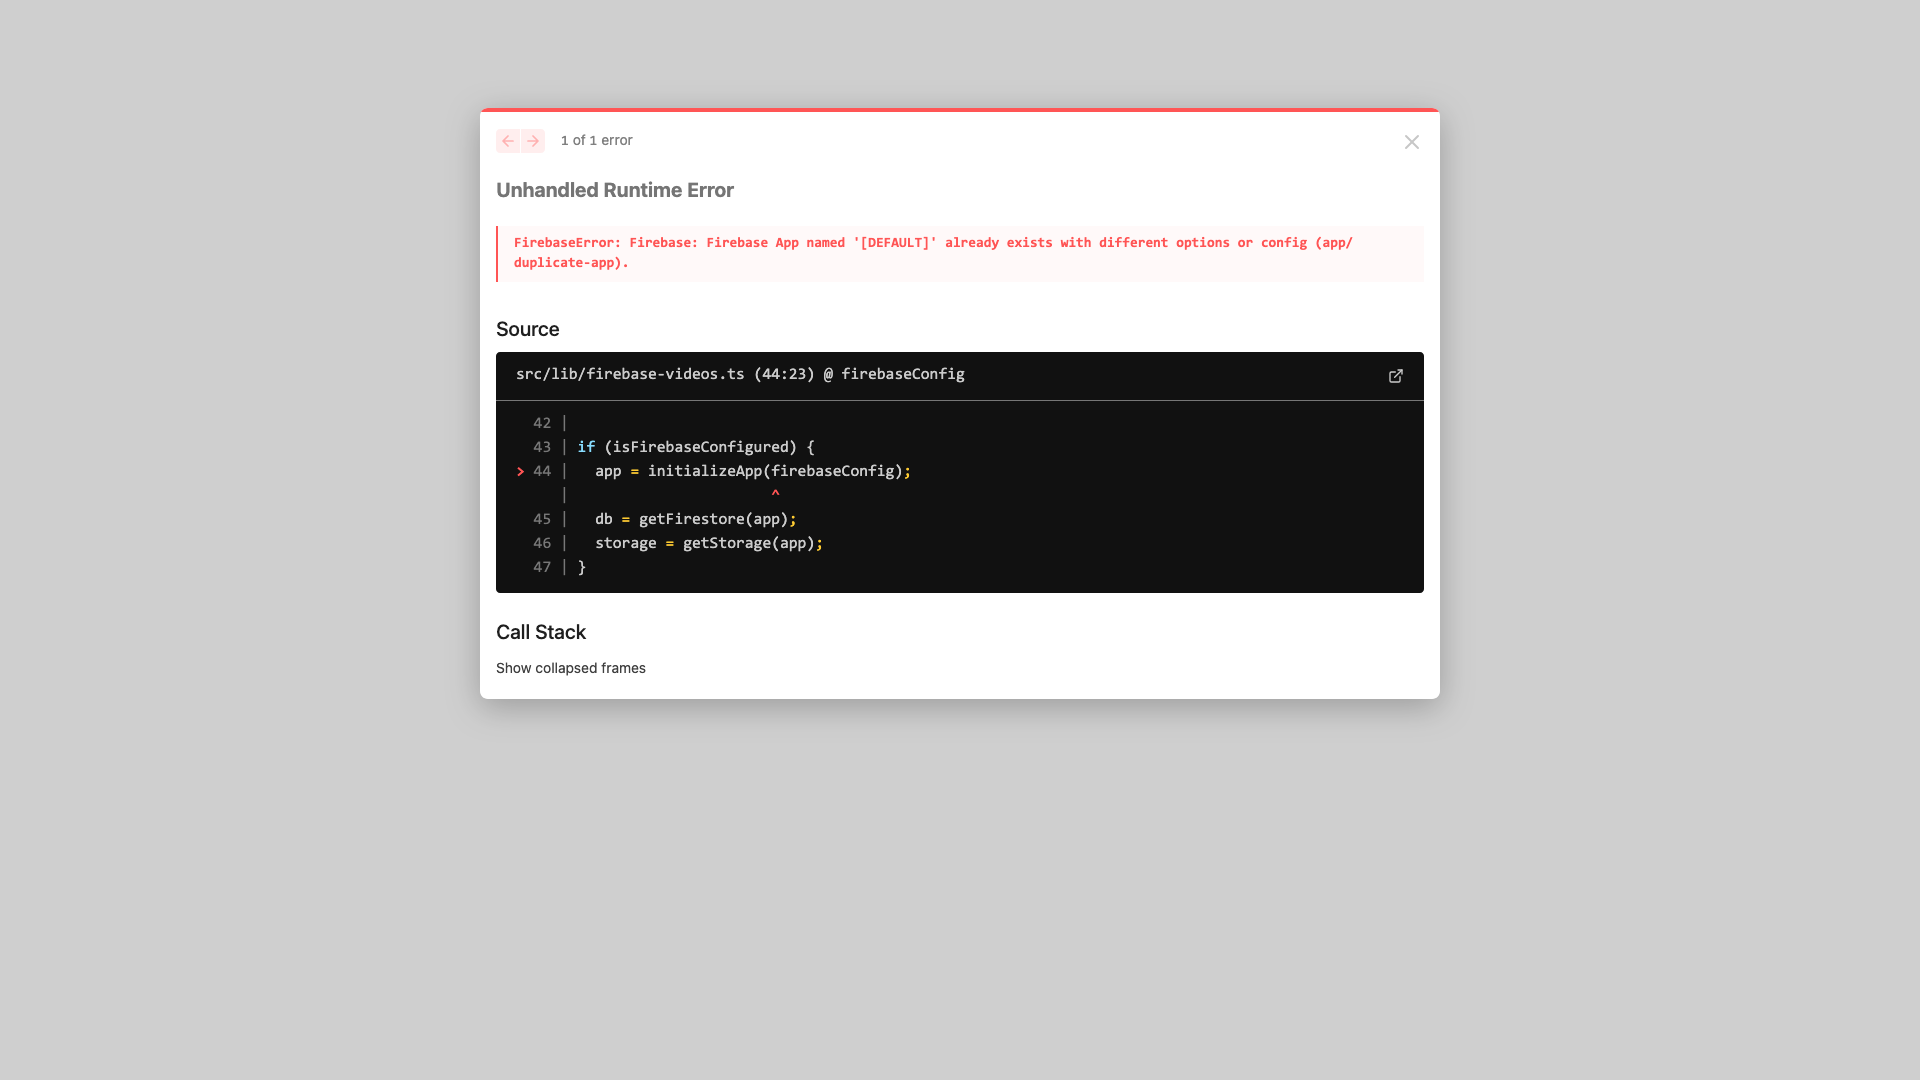 1 of 1 error
Unhandled Runtime Error
FirebaseError: Firebase: Firebase App named '[DEFAULT]' already exists with different options or config (app/
duplicate-app).
Source
src/lib/firebase-videos.ts (44:23) @ firebaseConfig
42 |
43 | if (isFirebaseConfigured) {
> 44 |   app = initializeApp(firebaseConfig);
|                       ^
45 |   db = getFirestore(app);
46 |   storage = getStorage(app);
47 | }
Call Stack
Show collapsed frames